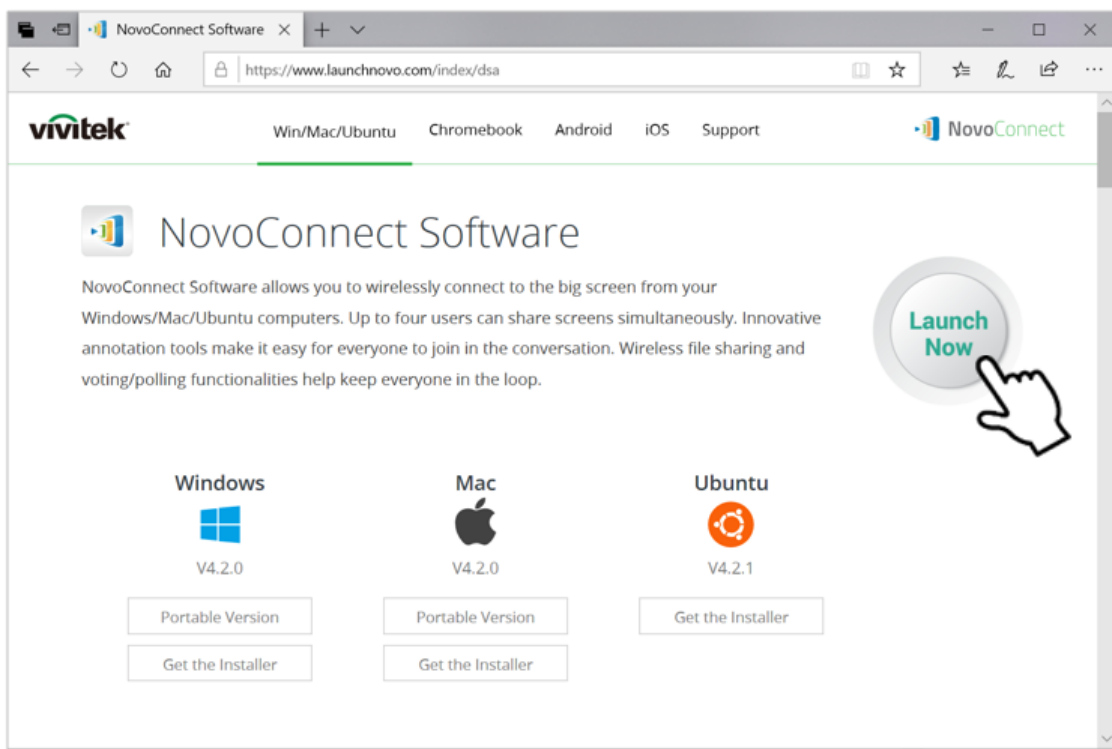 NovoConnect Software
https://www.launchnovo.com/index/dsa
vivitek
Win/Mac/Ubuntu Chromebook Android iOS Support
NovoConnect
NovoConnect Software
NovoConnect Software allows you to wirelessly connect to the big screen from your
Windows/Mac/Ubuntu computers. Up to four users can share screens simultaneously. Innovative
annotation tools make it easy for everyone to join in the conversation. Wireless file sharing and
voting/polling functionalities help keep everyone in the loop.
Launch
Now
Windows Mac Ubuntu
V4.2.0 V4.2.0 V4.2.1
Portable Version Portable Version Get the Installer
Get the Installer Get the Installer